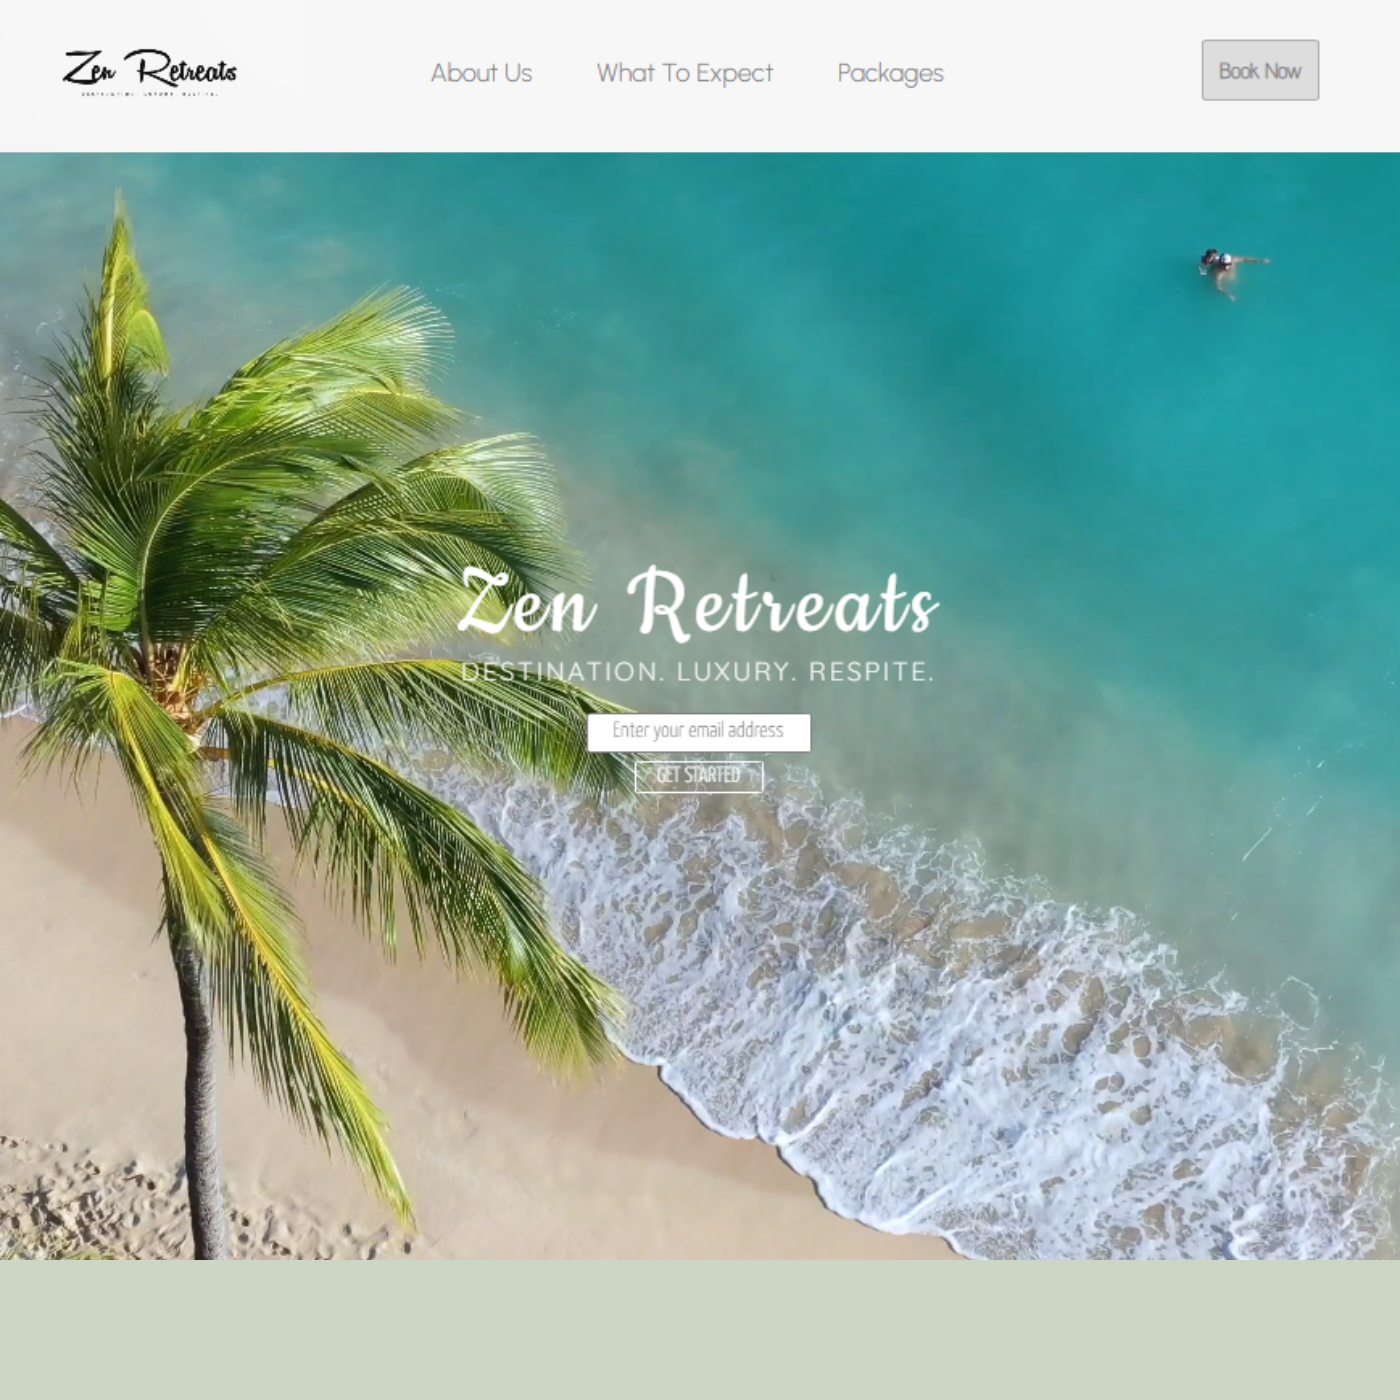 Zen Retreats
About Us
What To Expect
Packages
Book Now
Zen Retreats
DESTINATION. LUXURY. RESPITE.
Enter your email address
GET STARTED